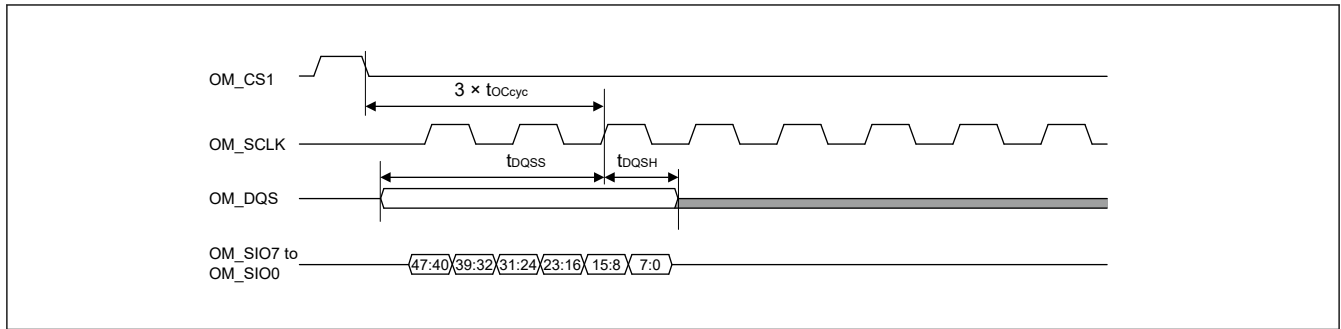 OM_CS1
3 × tOCcyc
OM_SCLK
tDQSS tDQSH
OM_DQS
OM_SIO7 to
OM_SIO0
47:40 39:32 31:24 23:16 15:8 7:0